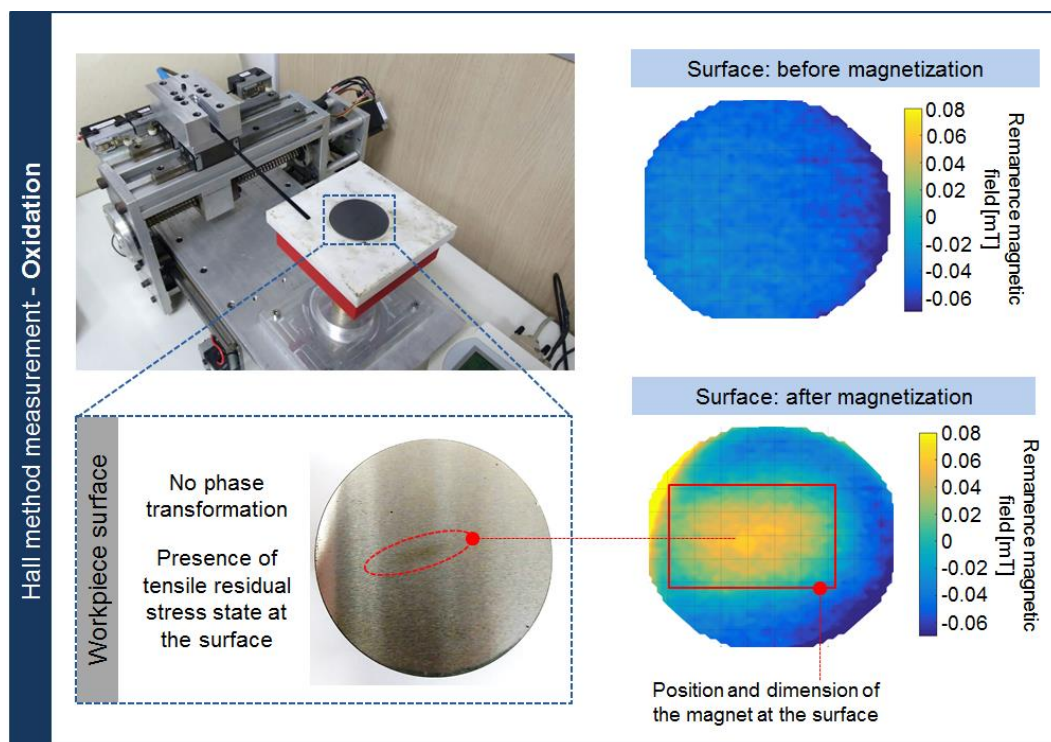 Hall method measurement - Oxidation
Surface: before magnetization
0.08
0.06
0.04
0.02
0
-0.02
-0.04
-0.06
Remanence magnetic
field [mT]
Workpiece surface
No phase
transformation
Presence of
tensile residual
stress state at
the surface
Surface: after magnetization
0.08
0.06
0.04
0.02
0
-0.02
-0.04
-0.06
Remanence magnetic
field [mT]
Position and dimension of
the magnet at the surface